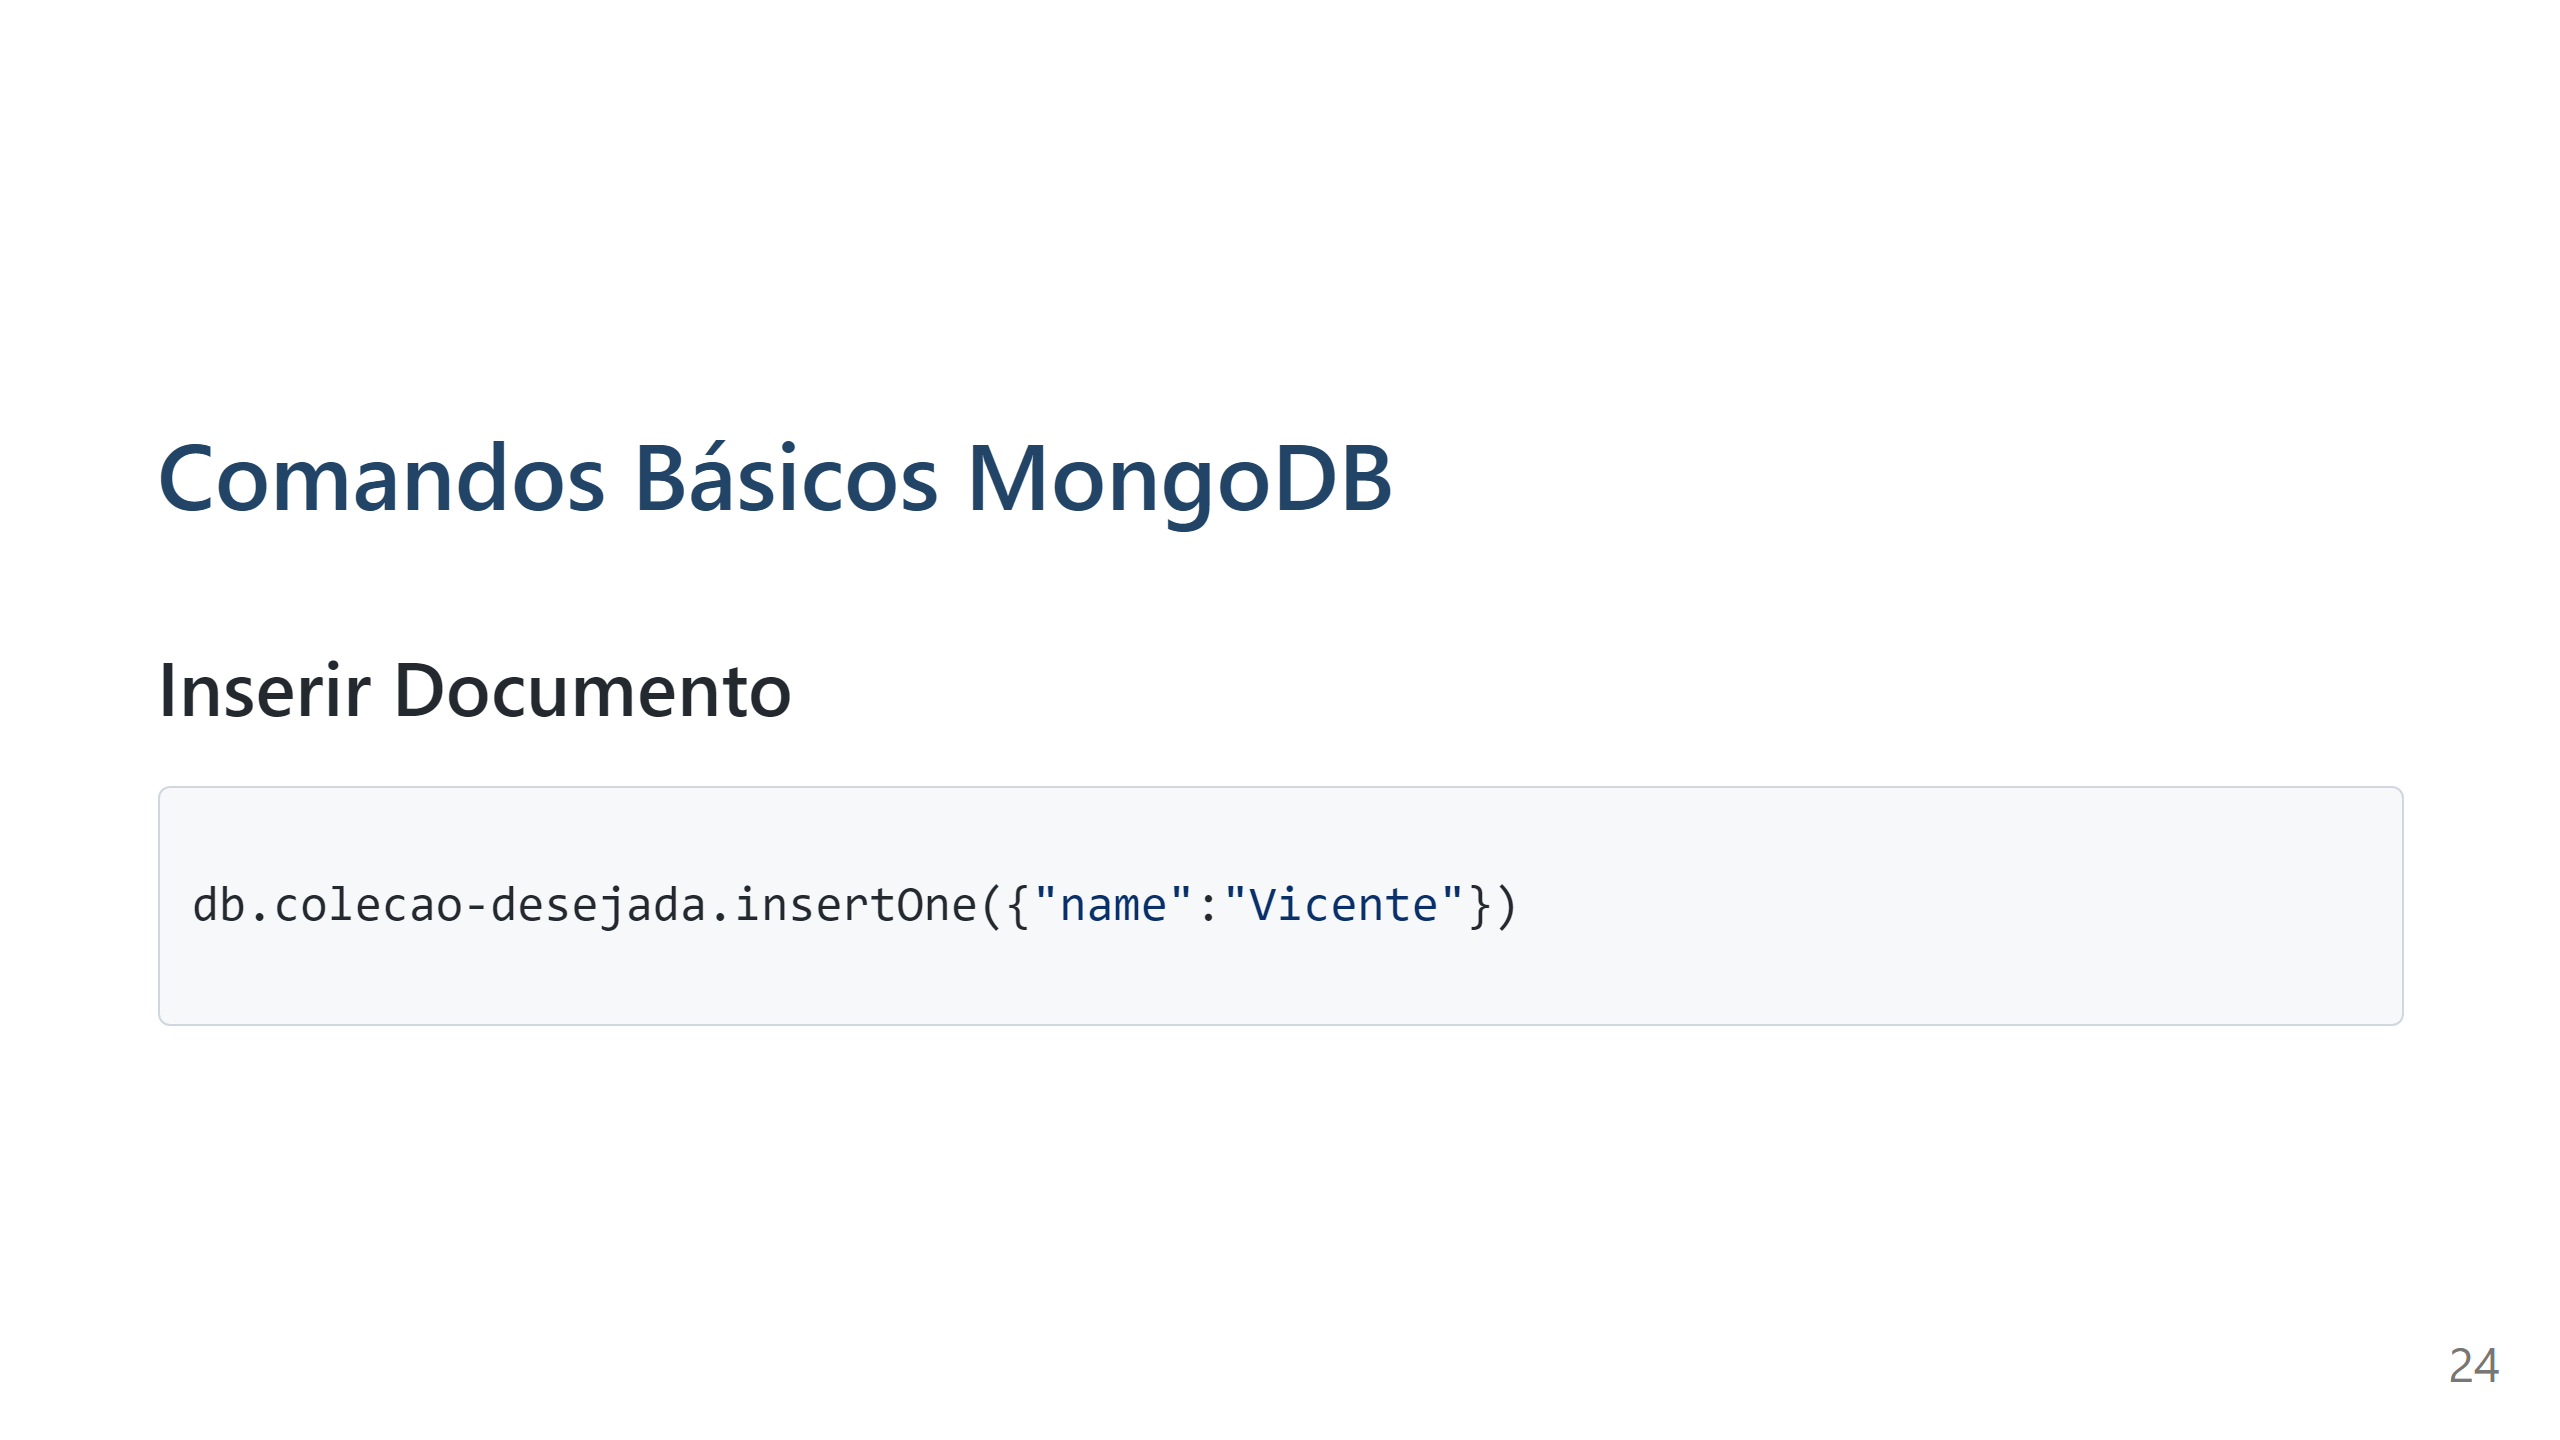 Comandos Básicos MongoDB
Inserir Documento
db.colecao-desejada.insertOne({"name":"Vicente"})
24